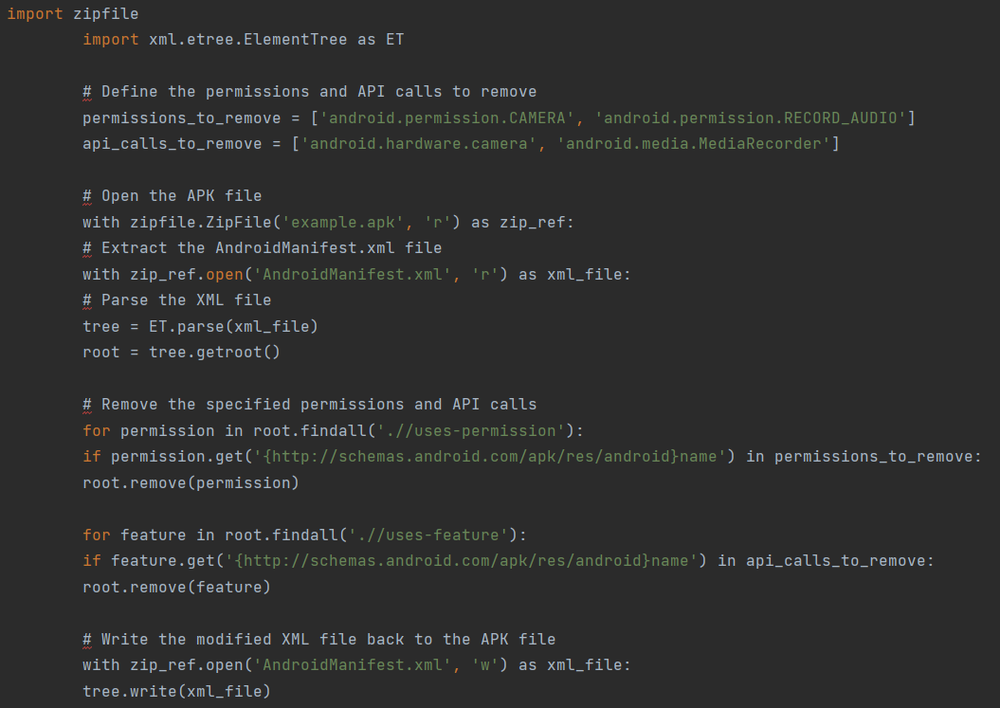 import zipfile
import xml.etree.ElementTree as ET
# Define the permissions and API calls to remove
permissions_to_remove = ['android.permission.CAMERA', 'android.permission.RECORD_AUDIO']
api_calls_to_remove = ['android.hardware.camera', 'android.media.MediaRecorder']
# Open the APK file
with zipfile.ZipFile('example.apk', 'r') as zip_ref:
# Extract the AndroidManifest.xml file
with zip_ref.open('AndroidManifest.xml', 'r') as xml_file:
# Parse the XML file
tree = ET.parse(xml_file)
root = tree.getroot()
# Remove the specified permissions and API calls
for permission in root.findall('.//uses-permission'):
if permission.get('{http://schemas.android.com/apk/res/android}name') in permissions_to_remove:
root.remove(permission)
for feature in root.findall('.//uses-feature'):
if feature.get('{http://schemas.android.com/apk/res/android}name') in api_calls_to_remove:
root.remove(feature)
# Write the modified XML file back to the APK file
with zip_ref.open('AndroidManifest.xml', 'w') as xml_file:
tree.write(xml_file)